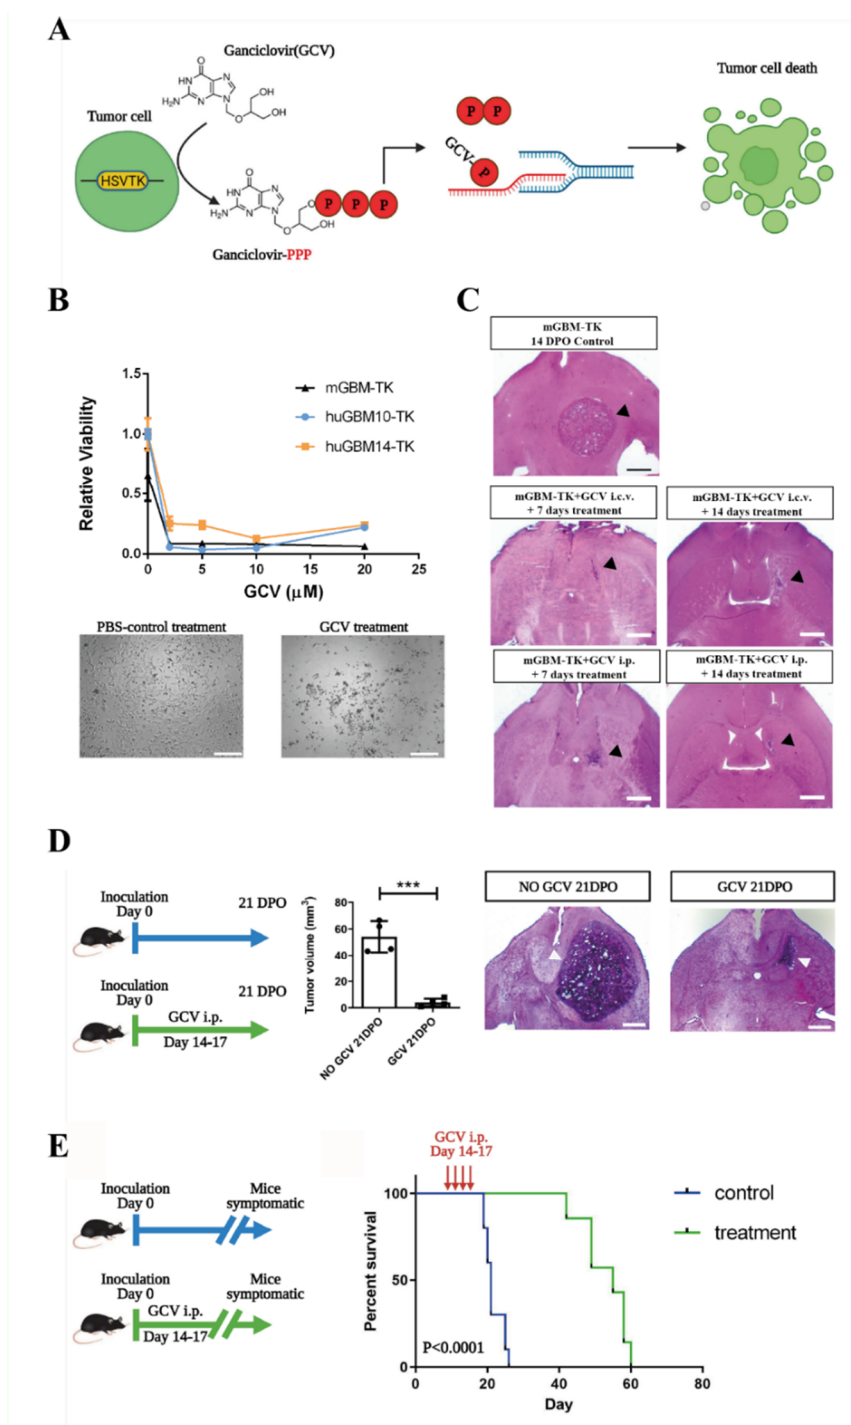 A
Ganciclovir(GCV)
Tumor cell
HSVTK
O
N
HN
H₂N
N
N
O
OH
OH
O
N
HN
H₂N
N
N
O
O
OH
P
P
P
Ganciclovir-PPP
P
P
GCV-
P
Tumor cell death
B
Relative Viability
1.5
1.0
0.5
0.0
0
5
10
15
20
25
GCV (μM)
mGBM-TK
huGBM10-TK
huGBM14-TK
PBS-control treatment
GCV treatment
C
mGBM-TK
14 DPO Control
mGBM-TK+GCV i.c.v.
+ 7 days treatment
mGBM-TK+GCV i.c.v.
+ 14 days treatment
mGBM-TK+GCV i.p.
+ 7 days treatment
mGBM-TK+GCV i.p.
+ 14 days treatment
D
Inoculation
Day 0
21 DPO
Inoculation
Day 0
21 DPO
GCV i.p.
Day 14-17
Tumor volume (mm³)
80
60
40
20
0
***
NO GCV 21DPO
GCV 21DPO
NO GCV 21DPO
GCV 21DPO
E
Inoculation
Day 0
Mice
symptomatic
Inoculation
Day 0
Mice
symptomatic
GCV i.p.
Day 14-17
GCV i.p.
Day 14-17
Percent survival
100
50
0
P<0.0001
0
20
40
60
80
Day
control
treatment